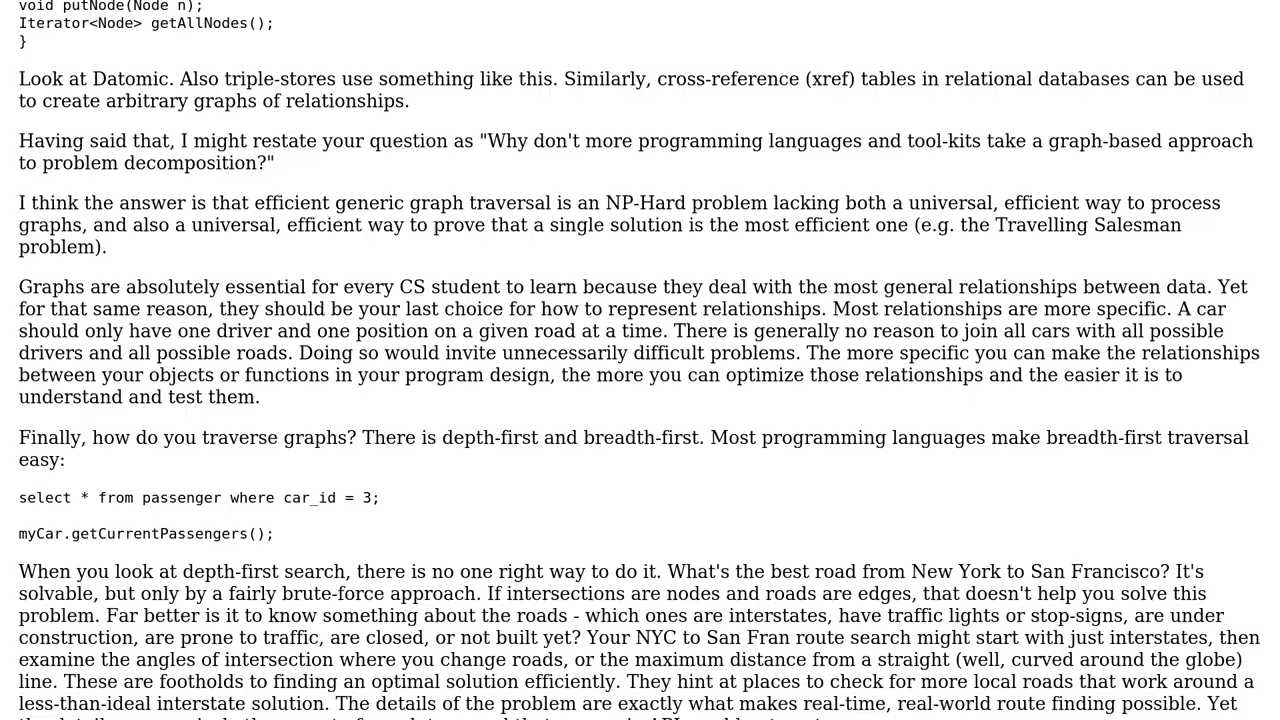 void putNode(Node n);
Iterator<Node> getAllNodes();
}
Look at Datomic. Also triple-stores use something like this. Similarly, cross-reference (xref) tables in relational databases can be used
to create arbitrary graphs of relationships.
Having said that, I might restate your question as "Why don't more programming languages and tool-kits take a graph-based approach
to problem decomposition?"
I think the answer is that efficient generic graph traversal is an NP-Hard problem lacking both a universal, efficient way to process
graphs, and also a universal, efficient way to prove that a single solution is the most efficient one (e.g. the Travelling Salesman
problem).
Graphs are absolutely essential for every CS student to learn because they deal with the most general relationships between data. Yet
for that same reason, they should be your last choice for how to represent relationships. Most relationships are more specific. A car
should only have one driver and one position on a given road at a time. There is generally no reason to join all cars with all possible
drivers and all possible roads. Doing so would invite unnecessarily difficult problems. The more specific you can make the relationships
between your objects or functions in your program design, the more you can optimize those relationships and the easier it is to
understand and test them.
Finally, how do you traverse graphs? There is depth-first and breadth-first. Most programming languages make breadth-first traversal
easy:
select * from passenger where car_id = 3;
myCar.getCurrentPassengers();
When you look at depth-first search, there is no one right way to do it. What's the best road from New York to San Francisco? It's
solvable, but only by a fairly brute-force approach. If intersections are nodes and roads are edges, that doesn't help you solve this
problem. Far better is it to know something about the roads - which ones are interstates, have traffic lights or stop-signs, are under
construction, are prone to traffic, are closed, or not built yet? Your NYC to San Fran route search might start with just interstates, then
examine the angles of intersection where you change roads, or the maximum distance from a straight (well, curved around the globe)
line. These are footholds to finding an optimal solution efficiently. They hint at places to check for more local roads that work around a
less-than-ideal interstate solution. The details of the problem are exactly what makes real-time, real-world route finding possible. Yet